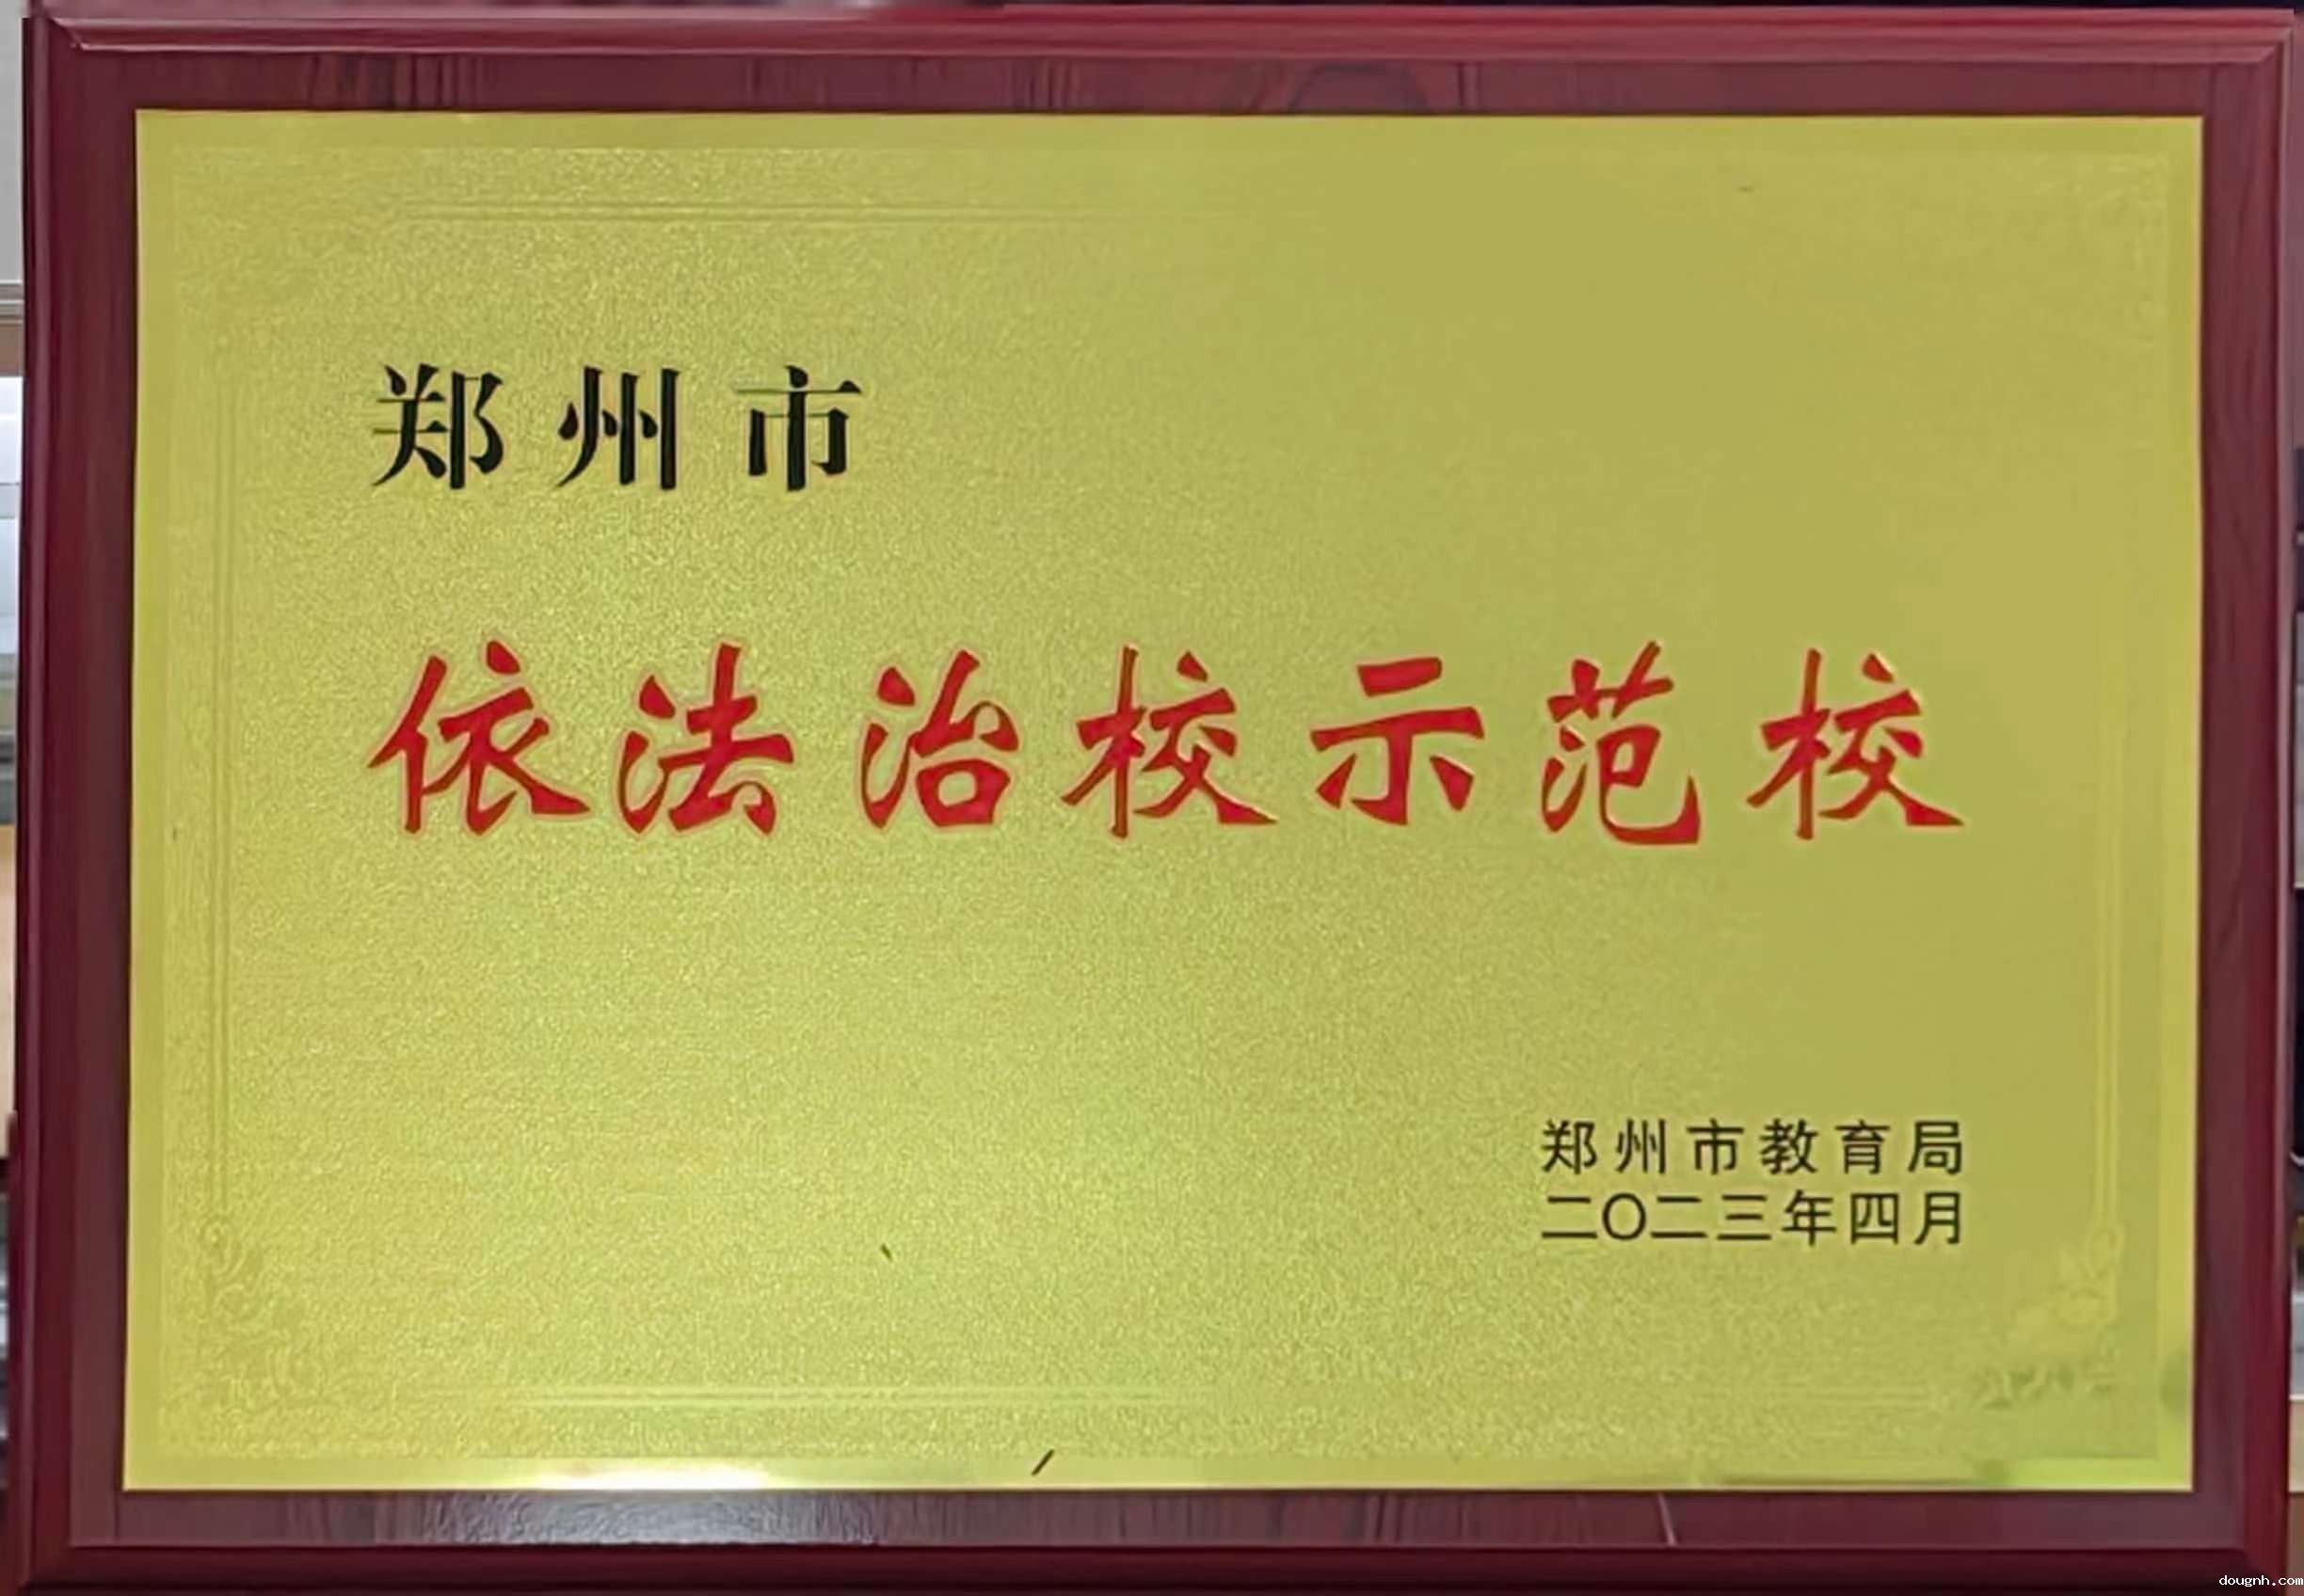 郑州市
依法治校示范校
郑州市教育局
二〇二三年四月
dougnh.com